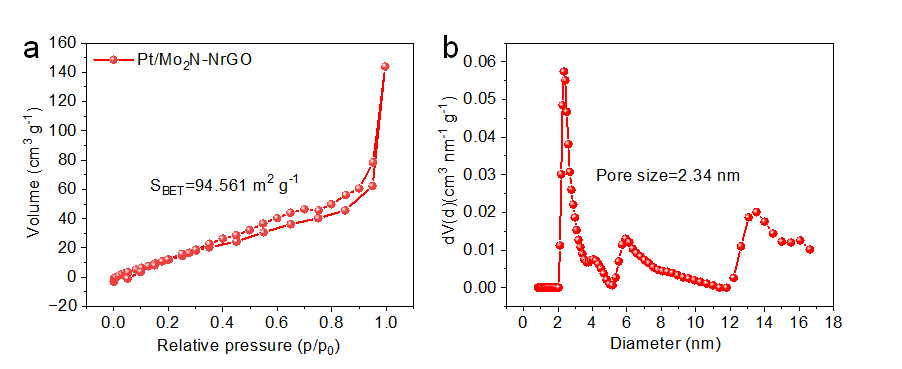 a
160
140
120
100
80
60
40
20
0
−20
Volume (cm³ g⁻¹)
Pt/Mo₂N-NrGO
S_BET=94.561 m² g⁻¹
0.0 0.2 0.4 0.6 0.8 1.0
Relative pressure (p/p₀)
b
0.06
0.05
0.04
0.03
0.02
0.01
0.00
dV(d)(cm³ nm⁻¹ g⁻¹)
Pore size=2.34 nm
0 2 4 6 8 10 12 14 16 18
Diameter (nm)